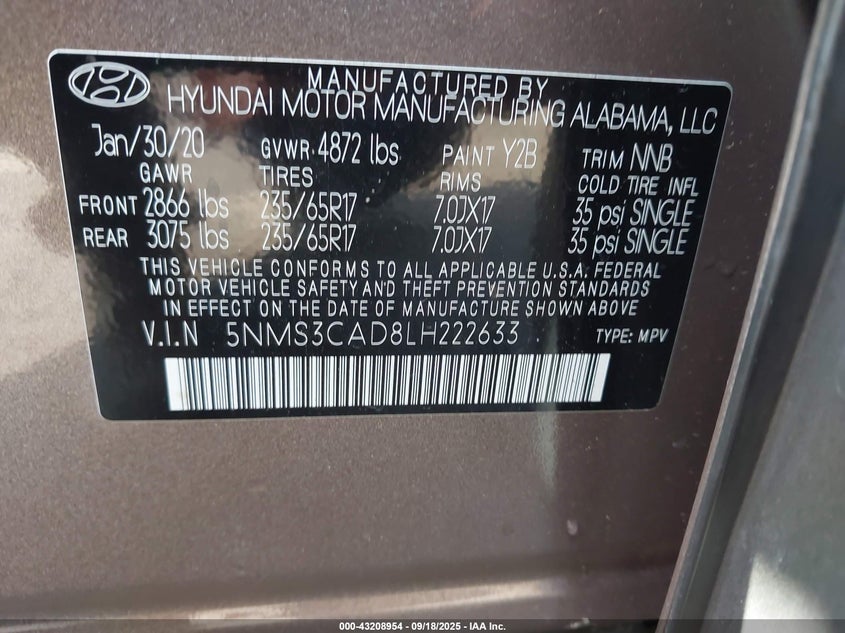 MANUFACTURED BY
HYUNDAI MOTOR MANUFACTURING ALABAMA, LLC
Jan/30/20 GVWR 4872 lbs PAINT Y2B TRIM NNB
GAWR TIRES RIMS COLD TIRE INFL
FRONT 2866 lbs 235/65R17 7.0JX17 35 psi SINGLE
REAR 3075 lbs 235/65R17 7.0JX17 35 psi SINGLE
THIS VEHICLE CONFORMS TO ALL APPLICABLE U.S.A. FEDERAL
MOTOR VEHICLE SAFETY AND THEFT PREVENTION STANDARDS
IN EFFECT ON THE DATE OF MANUFACTURE SHOWN ABOVE
V.I.N 5NMS3CAD8LH222633 TYPE: MPV
000-43208954 - 09/18/2025 - IAA Inc.